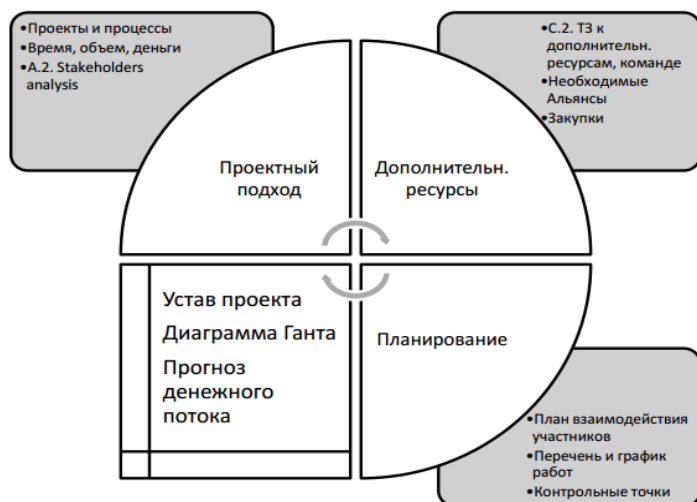 •Проекты и процессы
•Время, объем, деньги
•A.2. Stakeholders
analysis
•С.2. ТЗ к
дополнительн.
ресурсам, команде
•Необходимые
Альянсы
•Закупки
Проектный
подход
Дополнительн.
ресурсы
Устав проекта
Диаграмма Ганта
Прогноз
денежного
потока
Планирование
•План взаимодействия
участников
•Перечень и график
работ
•Контрольные точки